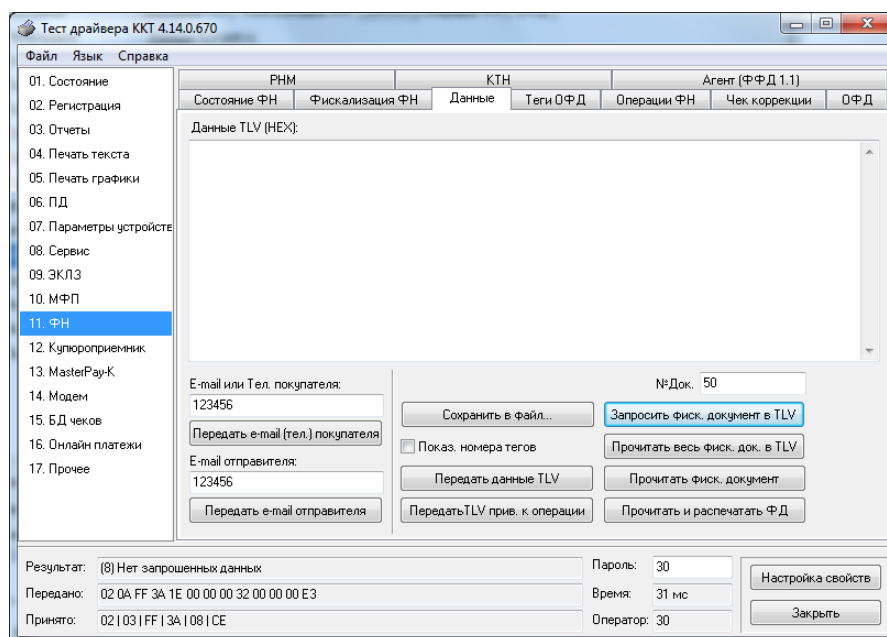 Тест драйвера ККТ 4.14.0.670
Файл Язык Справка
01. Состояние
02. Регистрация
03. Отчеты
04. Печать текста
05. Печать графики
06. ПД
07. Параметры устройств
08. Сервис
09. ЭКЛЗ
10. МФП
11. ФН
12. Купюроприемник
13. MasterPay-K
14. Модем
15. БД чеков
16. Онлайн платежи
17. Прочее
РНМ КТН Агент (ФФД 1.1)
Состояние ФН Фискализация ФН Данные Теги ОФД Операции ФН Чек коррекции ОФД
Данные TLV (HEX):
E-mail или Тел. покупателя:
123456
Передать e-mail (тел.) покупателя
E-mail отправителя:
123456
Передать e-mail отправителя
Сохранить в файл...
Показ. номера тегов
Передать данные TLV
ПередатьTLV прив. к операции
№Док. 50
Запросить фиск. документ в TLV
Прочитать весь фиск. док. в TLV
Прочитать фиск. документ
Прочитать и распечатать ФД
Результат: (8) Нет запрошенных данных
Передано: 02 0A FF 3A 1E 00 00 00 32 00 00 00 E3
Принято: 02 | 03 | FF | 3A | 08 | CE
Пароль: 30
Время: 31 мс
Оператор: 30
Настройка свойств
Закрыть